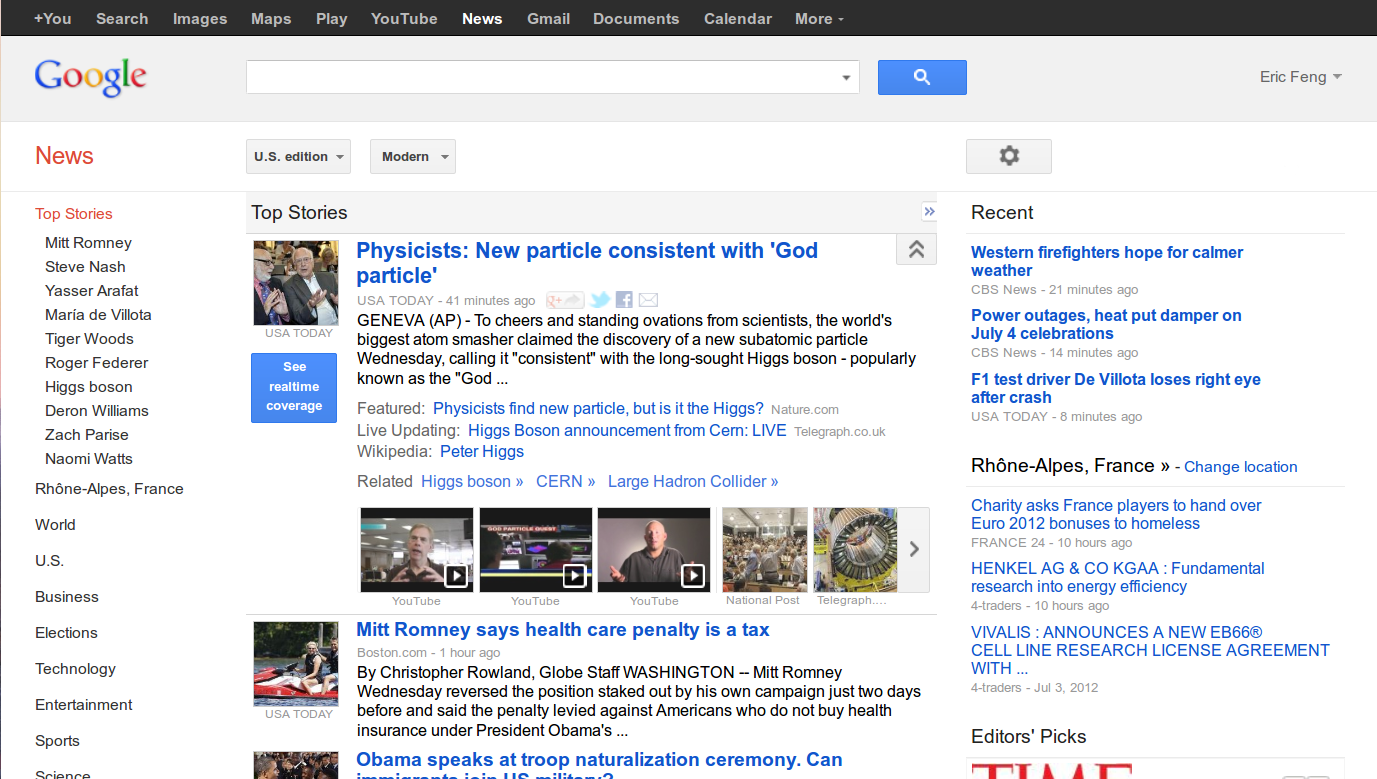 +You Search Images Maps Play YouTube News Gmail Documents Calendar More
Google
Eric Feng
News
U.S. edition
Modern
Top Stories
Mitt Romney
Steve Nash
Yasser Arafat
María de Villota
Tiger Woods
Roger Federer
Higgs boson
Deron Williams
Zach Parise
Naomi Watts
Rhône-Alpes, France
World
U.S.
Business
Elections
Technology
Entertainment
Sports
Science
Top Stories »
Physicists: New particle consistent with 'God
particle'
USA TODAY - 41 minutes ago
g+
GENEVA (AP) - To cheers and standing ovations from scientists, the world's
biggest atom smasher claimed the discovery of a new subatomic particle
Wednesday, calling it "consistent" with the long-sought Higgs boson - popularly
known as the "God ...
USA TODAY
See
realtime
coverage
Featured: Physicists find new particle, but is it the Higgs? Nature.com
Live Updating: Higgs Boson announcement from Cern: LIVE Telegraph.co.uk
Wikipedia: Peter Higgs
Related Higgs boson » CERN » Large Hadron Collider »
GOD PARTICLE QUEST
YouTube
YouTube
YouTube
National Post
Telegraph.…
Mitt Romney says health care penalty is a tax
Boston.com - 1 hour ago
By Christopher Rowland, Globe Staff WASHINGTON -- Mitt Romney
Wednesday reversed the position staked out by his own campaign just two days
before and said the penalty levied against Americans who do not buy health
insurance under President Obama's ...
USA TODAY
Obama speaks at troop naturalization ceremony. Can
immigrants join US military?
Recent
Western firefighters hope for calmer
weather
CBS News - 21 minutes ago
Power outages, heat put damper on
July 4 celebrations
CBS News - 14 minutes ago
F1 test driver De Villota loses right eye
after crash
USA TODAY - 8 minutes ago
Rhône-Alpes, France » - Change location
Charity asks France players to hand over
Euro 2012 bonuses to homeless
FRANCE 24 - 10 hours ago
HENKEL AG & CO KGAA : Fundamental
research into energy efficiency
4-traders - 10 hours ago
VIVALIS : ANNOUNCES A NEW EB66®
CELL LINE RESEARCH LICENSE AGREEMENT
WITH ...
4-traders - Jul 3, 2012
Editors' Picks
TIME